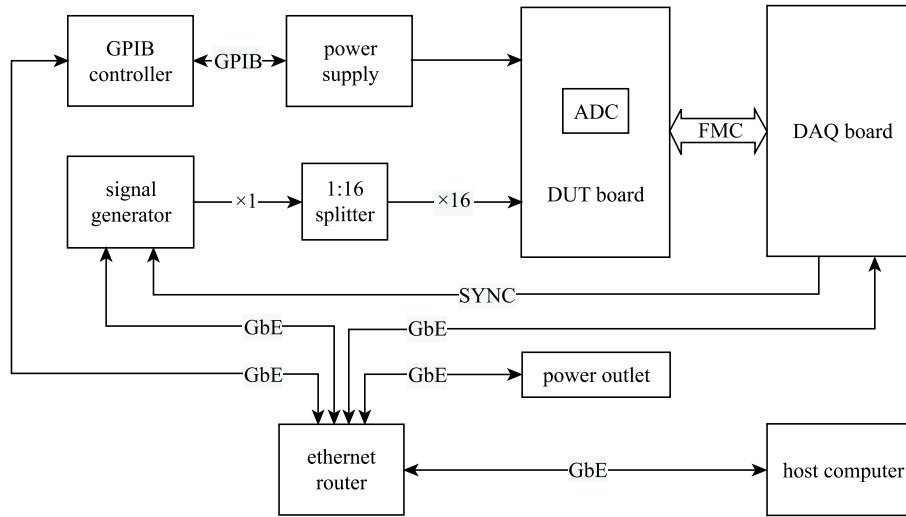 GPIB
controller
GPIB
power
supply
ADC
DUT board
FMC
DAQ board
signal
generator
×1
1:16
splitter
×16
SYNC
GbE
GbE
GbE
GbE
power outlet
ethernet
router
GbE
host computer